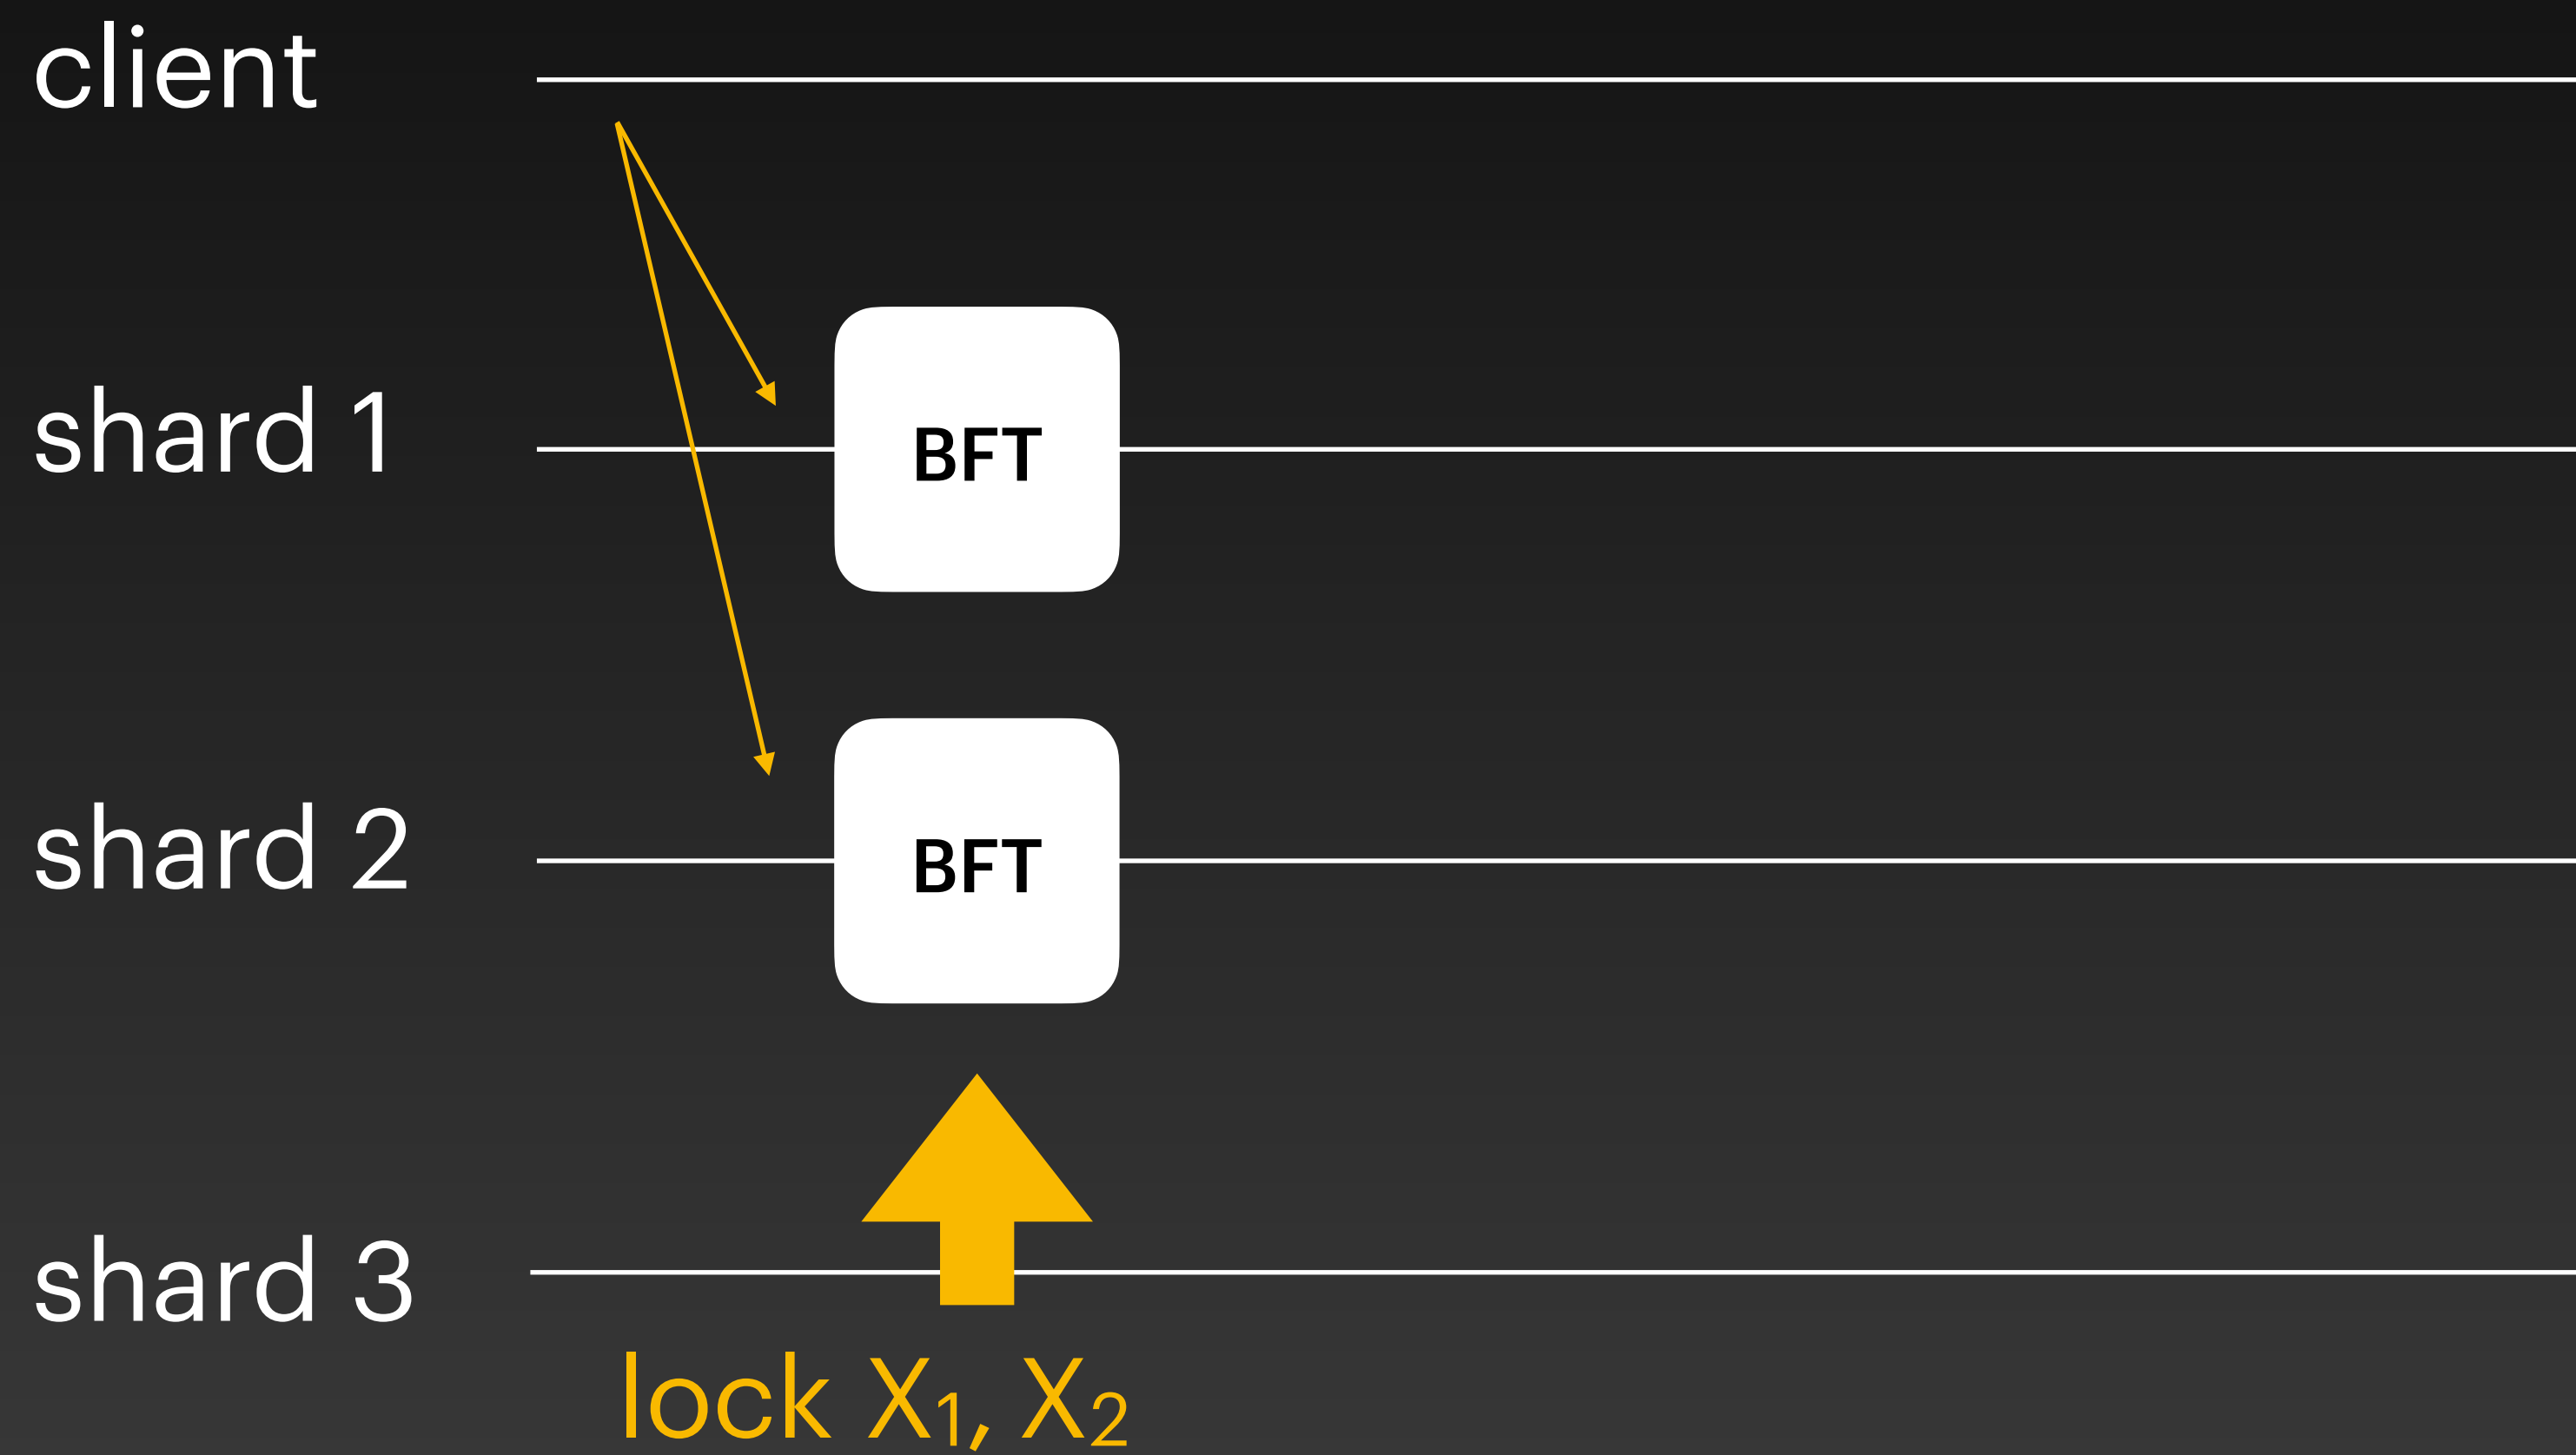 client
shard 1
BFT
shard 2
BFT
shard 3
lock X₁, X₂